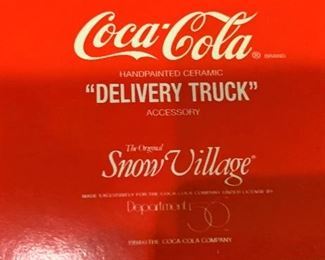 Coca-Cola® BRAND
HANDPAINTED CERAMIC
"DELIVERY TRUCK"
ACCESSORY
The Original
Snow Village®
MADE EXCLUSIVELY FOR THE COCA-COLA COMPANY UNDER LICENSE BY
Department 56
THE COCA-COLA COMPANY